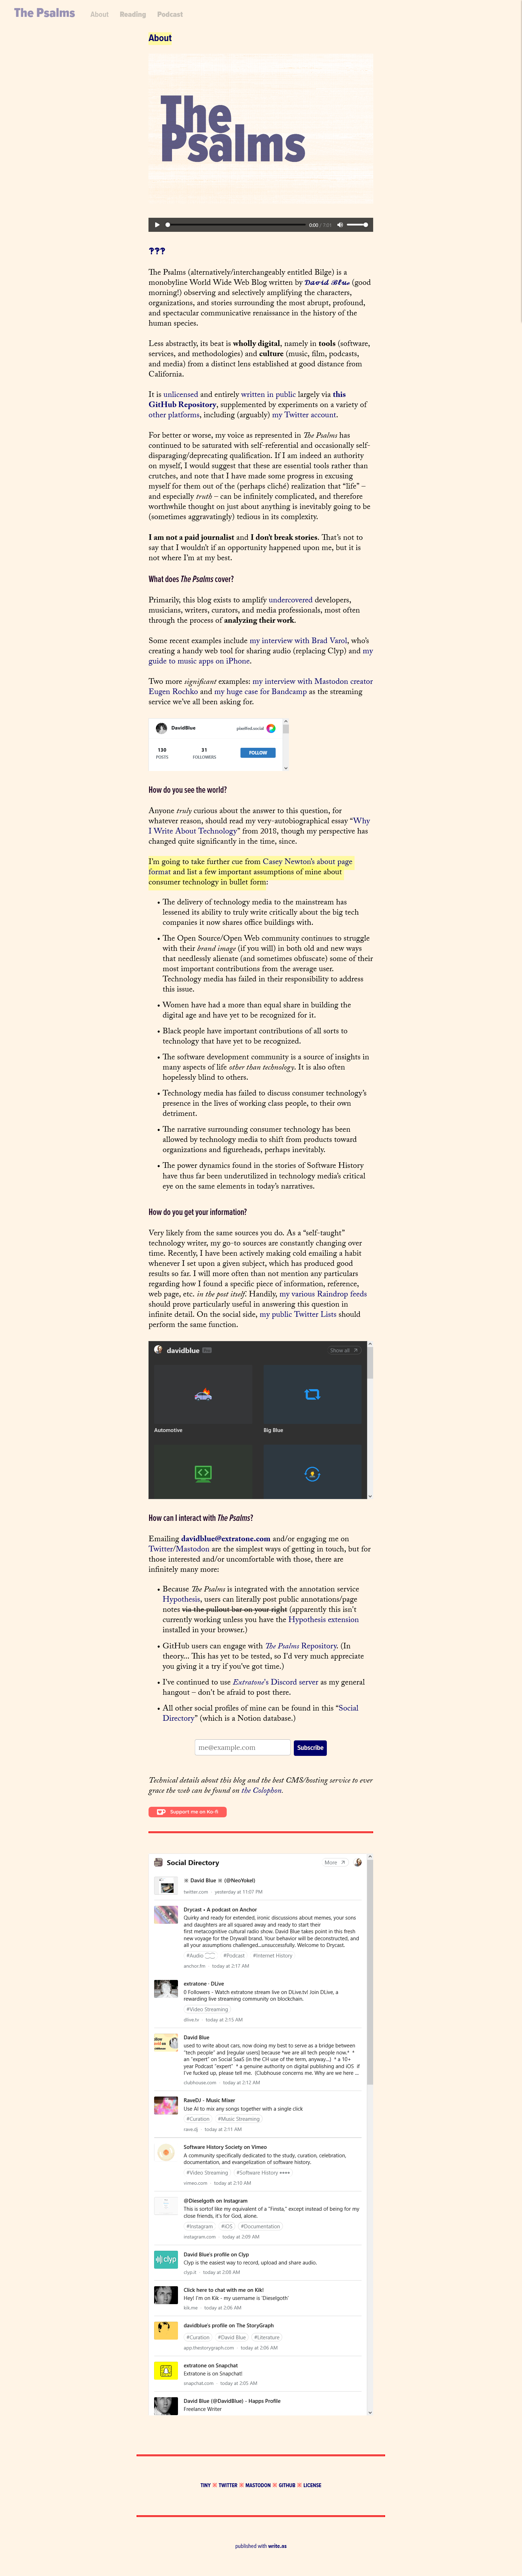 The Psalms About Reading Podcast
About
The
Psalms
0:00 / 7:01
???
The Psalms (alternatively/interchangeably entitled Bilge) is a
monobyline World Wide Web Blog written by David Blue (good
morning!) observing and selectively amplifying the characters,
organizations, and stories surrounding the most abrupt, profound,
and spectacular communicative renaissance in the history of the
human species.
Less abstractly, its beat is wholly digital, namely in tools (software,
services, and methodologies) and culture (music, film, podcasts,
and media) from a distinct lens established at good distance from
California.
It is unlicensed and entirely written in public largely via this
GitHub Repository, supplemented by experiments on a variety of
other platforms, including (arguably) my Twitter account.
For better or worse, my voice as represented in The Psalms has
continued to be saturated with self-referential and occasionally self-
disparaging/deprecating qualification. If I am indeed an authority
on myself, I would suggest that these are essential tools rather than
crutches, and note that I have made some progress in excusing
myself for them out of the (perhaps cliché) realization that “life” –
and especially truth – can be infinitely complicated, and therefore
worthwhile thought on just about anything is inevitably going to be
(sometimes aggravatingly) tedious in its complexity.
I am not a paid journalist and I don’t break stories. That’s not to
say that I wouldn’t if an opportunity happened upon me, but it is
not where I’m at my best.
What does The Psalms cover?
Primarily, this blog exists to amplify undercovered developers,
musicians, writers, curators, and media professionals, most often
through the process of analyzing their work.
Some recent examples include my interview with Brad Varol, who’s
creating a handy web tool for sharing audio (replacing Clyp) and my
guide to music apps on iPhone.
Two more significant examples: my interview with Mastodon creator
Eugen Rochko and my huge case for Bandcamp as the streaming
service we’ve all been asking for.
DavidBlue pixelfed.social
130 31
POSTS FOLLOWERS FOLLOW
How do you see the world?
Anyone truly curious about the answer to this question, for
whatever reason, should read my very-autobiographical essay “Why
I Write About Technology” from 2018, though my perspective has
changed quite significantly in the time, since.
I’m going to take further cue from Casey Newton’s about page
format and list a few important assumptions of mine about
consumer technology in bullet form:
• The delivery of technology media to the mainstream has
lessened its ability to truly write critically about the big tech
companies it now shares office buildings with.
• The Open Source/Open Web community continues to struggle
with their brand image (if you will) in both old and new ways
that needlessly alienate (and sometimes obfuscate) some of their
most important contributions from the average user.
Technology media has failed in their responsibility to address
this issue.
• Women have had a more than equal share in building the
digital age and have yet to be recognized for it.
• Black people have important contributions of all sorts to
technology that have yet to be recognized.
• The software development community is a source of insights in
many aspects of life other than technology. It is also often
hopelessly blind to others.
• Technology media has failed to discuss consumer technology’s
presence in the lives of working class people, to their own
detriment.
• The narrative surrounding consumer technology has been
allowed by technology media to shift from products toward
organizations and figureheads, perhaps inevitably.
• The power dynamics found in the stories of Software History
have thus far been underutilized in technology media’s critical
eye on the same elements in today’s narratives.
How do you get your information?
Very likely from the same sources you do. As a “self-taught”
technology writer, my go-to sources are constantly changing over
time. Recently, I have been actively making cold emailing a habit
whenever I set upon a given subject, which has produced good
results so far. I will more often than not mention any particulars
regarding how I found a specific piece of information, reference,
web page, etc. in the post itself. Handily, my various Raindrop feeds
should prove particularly useful in answering this question in
infinite detail. On the social side, my public Twitter Lists should
perform the same function.
davidblue Show all
Automotive Big Blue
How can I interact with The Psalms?
Emailing davidblue@extratone.com and/or engaging me on
Twitter/Mastodon are the simplest ways of getting in touch, but for
those interested and/or uncomfortable with those, there are
infinitely many more:
• Because The Psalms is integrated with the annotation service
Hypothesis, users can literally post public annotations/page
notes via the pullout bar on your right (apparently this isn’t
currently working unless you have the Hypothesis extension
installed in your browser.)
• GitHub users can engage with The Psalms Repository. (In
theory... This has yet to be tested, so I’d very much appreciate
you giving it a try if you’ve got time.)
• I’ve continued to use Extratone’s Discord server as my general
hangout – don’t be afraid to post there.
• All other social profiles of mine can be found in this “Social
Directory” (which is a Notion database.)
me@example.com Subscribe
Technical details about this blog and the best CMS/hosting service to ever
grace the web can be found on the Colophon.
Support me on Ko-fi
Social Directory More
※ David Blue ※ (@NeoYokel)
twitter.com · yesterday at 11:07 PM
Drycast • A podcast on Anchor
Quirky and ready for extended, ironic discussions about memes, your sons
and daughters are all squared away and ready to start their
first metacognitive cultural radio show. David Blue takes point in this fresh
new voyage for the Drywall brand. Your behavior will be deconstructed, and
all your assumptions challenged...unsuccessfully. Welcome to Drycast.
#Audio #Podcast #Internet History
anchor.fm · today at 2:17 AM
extratone · DLive
0 Followers - Watch extratone stream live on DLive.tv! Join DLive, a
rewarding live streaming community on blockchain.
#Video Streaming
dlive.tv · today at 2:15 AM
David Blue
used to write about cars, now doing my best to serve as a bridge between
"tech people" and (regular users) because *we are all tech people now.* *
an "expert" on Social SaaS (in the CH use of the term, anyway...) * a 10+
year Podcast "expert" * a genuine authority on digital publishing and iOS if
I've fucked up, please tell me. (Clubhouse concerns me. Why are we here ...
clubhouse.com · today at 2:12 AM
RaveDJ - Music Mixer
Use AI to mix any songs together with a single click
#Curation #Music Streaming
rave.dj · today at 2:11 AM
Software History Society on Vimeo
A community specifically dedicated to the study, curation, celebration,
documentation, and evangelization of software history.
#Video Streaming #Software History
vimeo.com · today at 2:10 AM
@Dieselgoth on Instagram
This is sortof like my equivalent of a "Finsta," except instead of being for my
close friends, it's for God, alone.
#Instagram #iOS #Documentation
instagram.com · today at 2:09 AM
clyp
David Blue's profile on Clyp
Clyp is the easiest way to record, upload and share audio.
clyp.it · today at 2:08 AM
Click here to chat with me on Kik!
Hey! I'm on Kik - my username is 'Dieselgoth'
kik.me · today at 2:06 AM
davidblue's profile on The StoryGraph
#Curation #David Blue #Literature
app.thestorygraph.com · today at 2:06 AM
extratone on Snapchat
Extratone is on Snapchat!
snapchat.com · today at 2:05 AM
David Blue (@DavidBlue) - Happs Profile
Freelance Writer
TINY ※ TWITTER ※ MASTODON ※ GITHUB ※ LICENSE
published with write.as